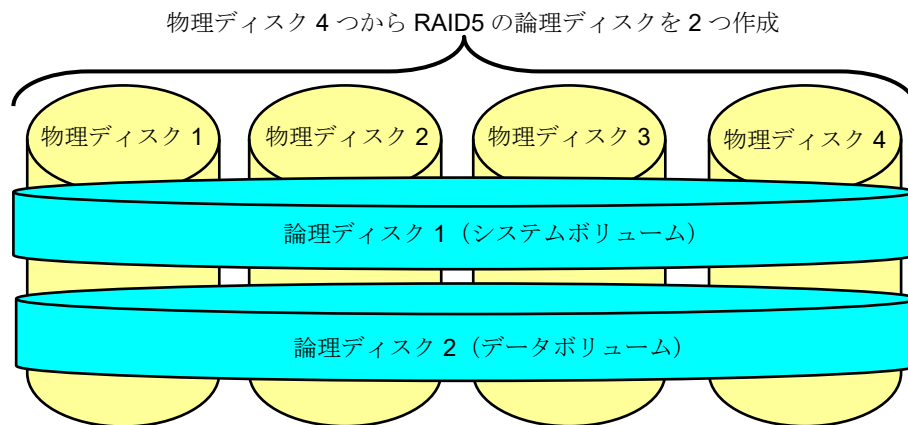 物理ディスク 4 つから RAID5 の論理ディスクを 2 つ作成
物理ディスク 1
物理ディスク 2
物理ディスク 3
物理ディスク 4
論理ディスク 1（システムボリューム）
論理ディスク 2（データボリューム）